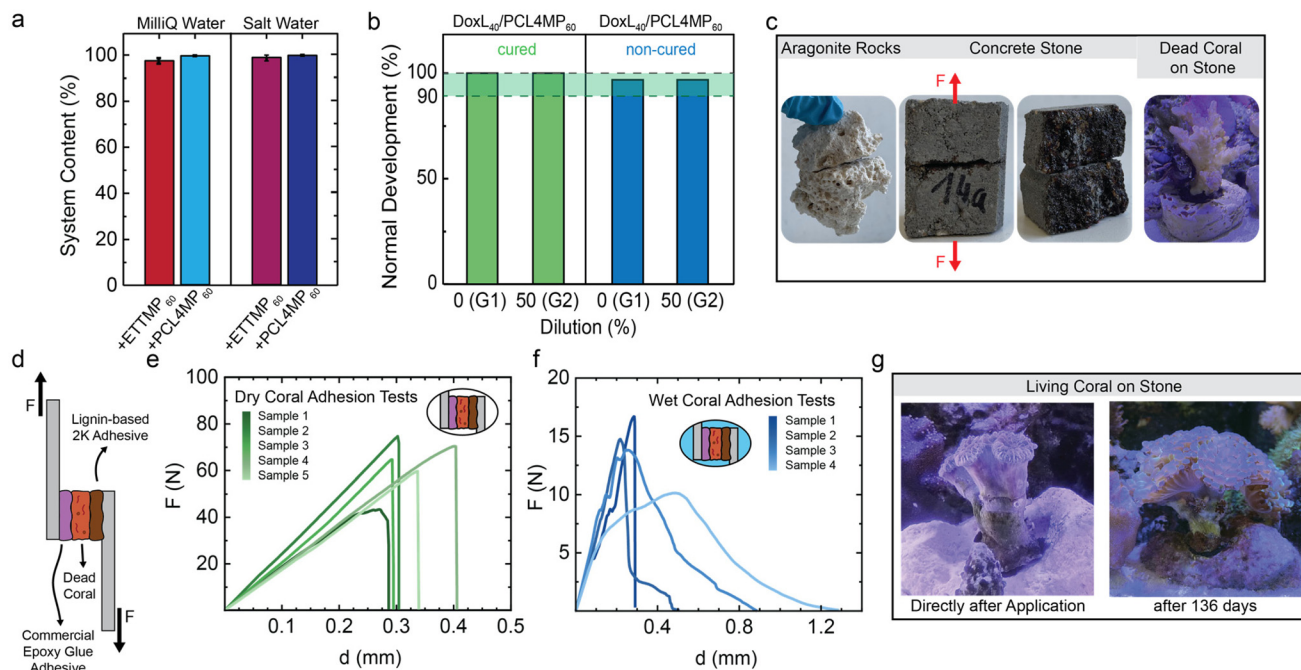 a
MilliQ Water
Salt Water
System Content (%)
100
80
60
40
20
0
+ETTMP60
+PCL4MP60
+ETTMP60
+PCL4MP60
b
DoxL40/PCL4MP60
DoxL40/PCL4MP60
cured
non-cured
Normal Development (%)
100
90
50
0
0 (G1)
50 (G2)
0 (G1)
50 (G2)
Dilution (%)
c
Aragonite Rocks
Concrete Stone
Dead Coral
on Stone
F
14a
F
d
F
Lignin-based
2K Adhesive
Dead
Coral
F
Commercial
Epoxy Glue
Adhesive
e
F (N)
100
80
60
40
20
Dry Coral Adhesion Tests
Sample 1
Sample 2
Sample 3
Sample 4
Sample 5
0.1
0.2
0.3
0.4
0.5
d (mm)
f
F (N)
20
15
10
5
Wet Coral Adhesion Tests
Sample 1
Sample 2
Sample 3
Sample 4
0.4
0.8
1.2
d (mm)
g
Living Coral on Stone
Directly after Application
after 136 days